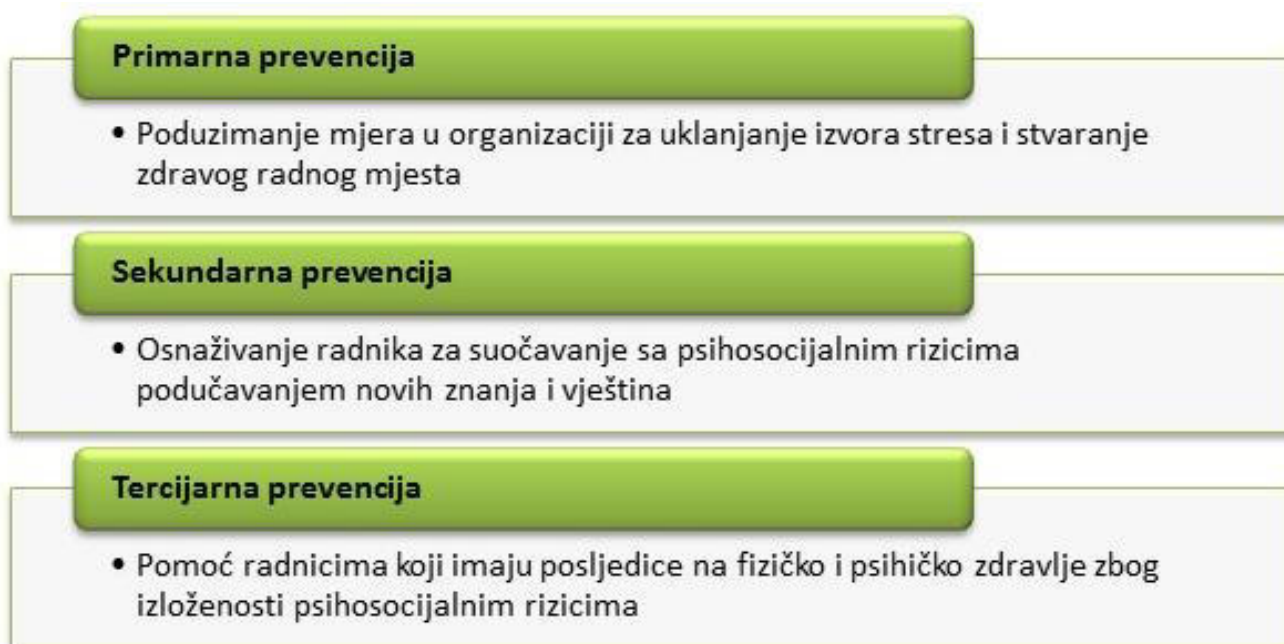 Primarna prevencija
• Poduzimanje mjera u organizaciji za uklanjanje izvora stresa i stvaranje
zdravog radnog mjesta
Sekundarna prevencija
• Osnaživanje radnika za suočavanje sa psihosocijalnim rizicima
podučavanjem novih znanja i vještina
Tercijarna prevencija
• Pomoć radnicima koji imaju posljedice na fizičko i psihičko zdravlje zbog
izloženosti psihosocijalnim rizicima